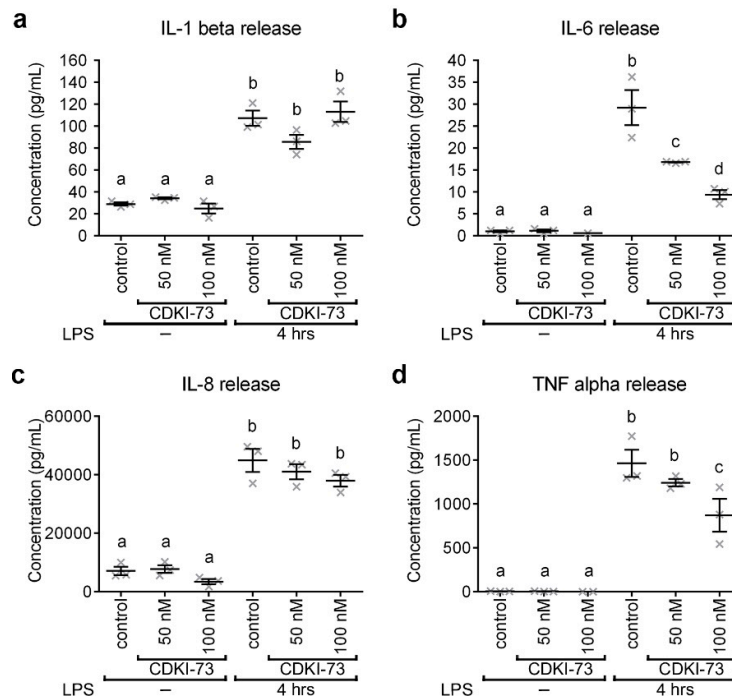 a
IL-1 beta release
Concentration (pg/mL)
160
140
120
100
80
60
40
20
0
a
a
a
b
b
b
control
50 nM
100 nM
control
50 nM
100 nM
CDKI-73
CDKI-73
LPS
–
4 hrs
b
IL-6 release
Concentration (pg/mL)
40
35
30
25
20
15
10
5
0
a
a
a
b
c
d
control
50 nM
100 nM
control
50 nM
100 nM
CDKI-73
CDKI-73
LPS
–
4 hrs
c
IL-8 release
Concentration (pg/mL)
60000
40000
20000
0
a
a
a
b
b
b
control
50 nM
100 nM
control
50 nM
100 nM
CDKI-73
CDKI-73
LPS
–
4 hrs
d
TNF alpha release
Concentration (pg/mL)
2000
1500
1000
500
0
a
a
a
b
b
c
control
50 nM
100 nM
control
50 nM
100 nM
CDKI-73
CDKI-73
LPS
–
4 hrs